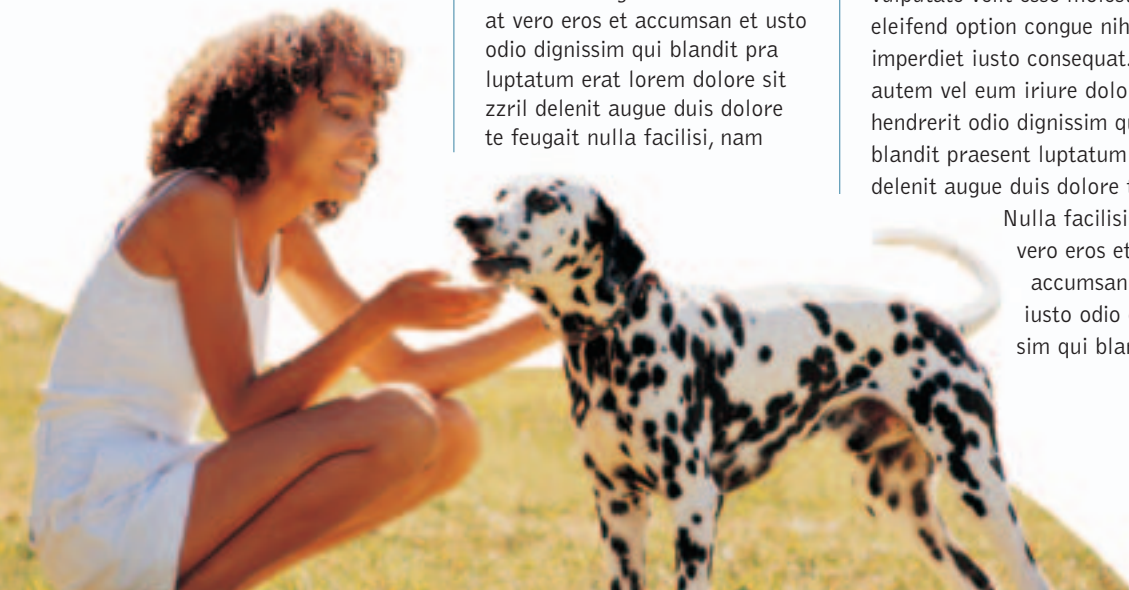 at vero eros et accumsan et usto
odio dignissim qui blandit pra
luptatum erat lorem dolore sit
zzril delenit augue duis dolore
te feugait nulla facilisi, nam
eleifend option congue nih
imperdiet iusto consequat.
autem vel eum iriure dolo
hendrerit odio dignissim qu
blandit praesent luptatum
delenit augue duis dolore
Nulla facilisi
vero eros et
accumsan
iusto odio
sim qui blan